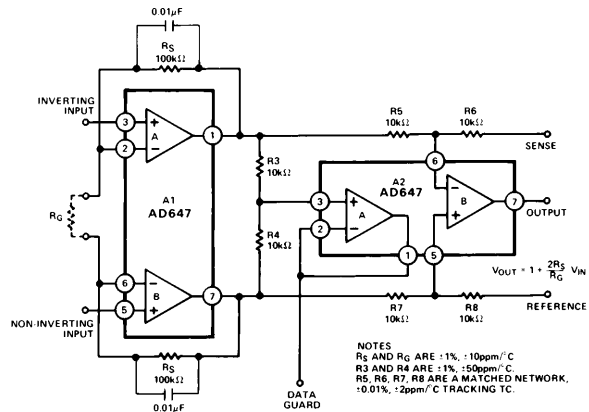 0.01μF
RS
100kΩ
INVERTING
INPUT
3
+
A
2
−
1
R5
10kΩ
R6
10kΩ
SENSE
R3
10kΩ
6
A1
AD647
A2
AD647
RG
3
+
A
2
−
−
B
+
7
OUTPUT
R4
10kΩ
1
5
VOUT = 1 + 2RS/RG VIN
6
−
B
5
+
7
R7
10kΩ
R8
10kΩ
REFERENCE
NON-INVERTING
INPUT
RS
100kΩ
0.01μF
DATA
GUARD
NOTES
RS AND RG ARE ±1%, ±10ppm/°C
R3 AND R4 ARE ±1%, ±50ppm/°C.
R5, R6, R7, R8 ARE A MATCHED NETWORK,
±0.01%, ±2ppm/°C TRACKING TC.